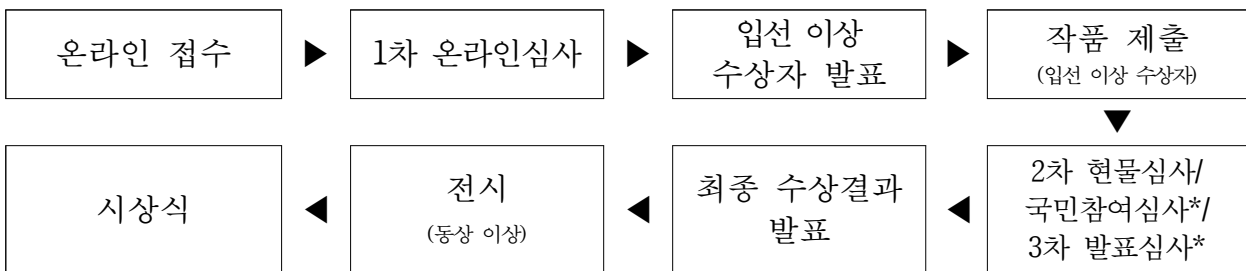 온라인 접수
▶
1차 온라인심사
▶
입선 이상
수상자 발표
▶
작품 제출
(입선 이상 수상자)
▼
2차 현물심사/
국민참여심사*/
3차 발표심사*
◀
최종 수상결과
발표
◀
전시
(동상 이상)
◀
시상식